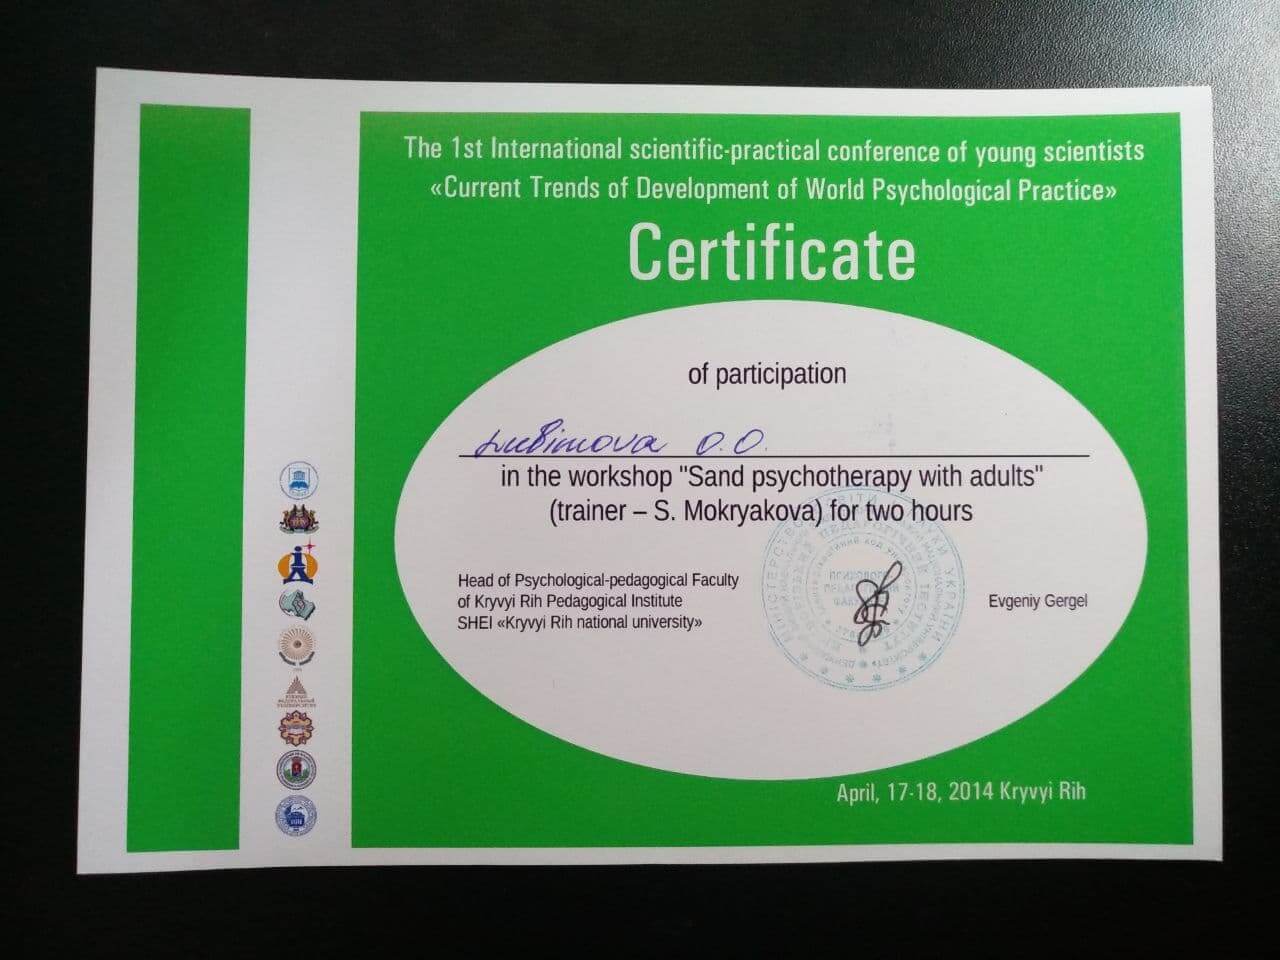 The 1st International scientific-practical conference of young scientists
«Current Trends of Development of World Psychological Practice»
Certificate
of participation
Lubimova O.O.
in the workshop "Sand psychotherapy with adults"
(trainer – S. Mokryakova) for two hours
Head of Psychological-pedagogical Faculty
of Kryvyi Rih Pedagogical Institute
SHEI «Kryvyi Rih national university»
Evgeniy Gergel
April, 17-18, 2014 Kryvyi Rih